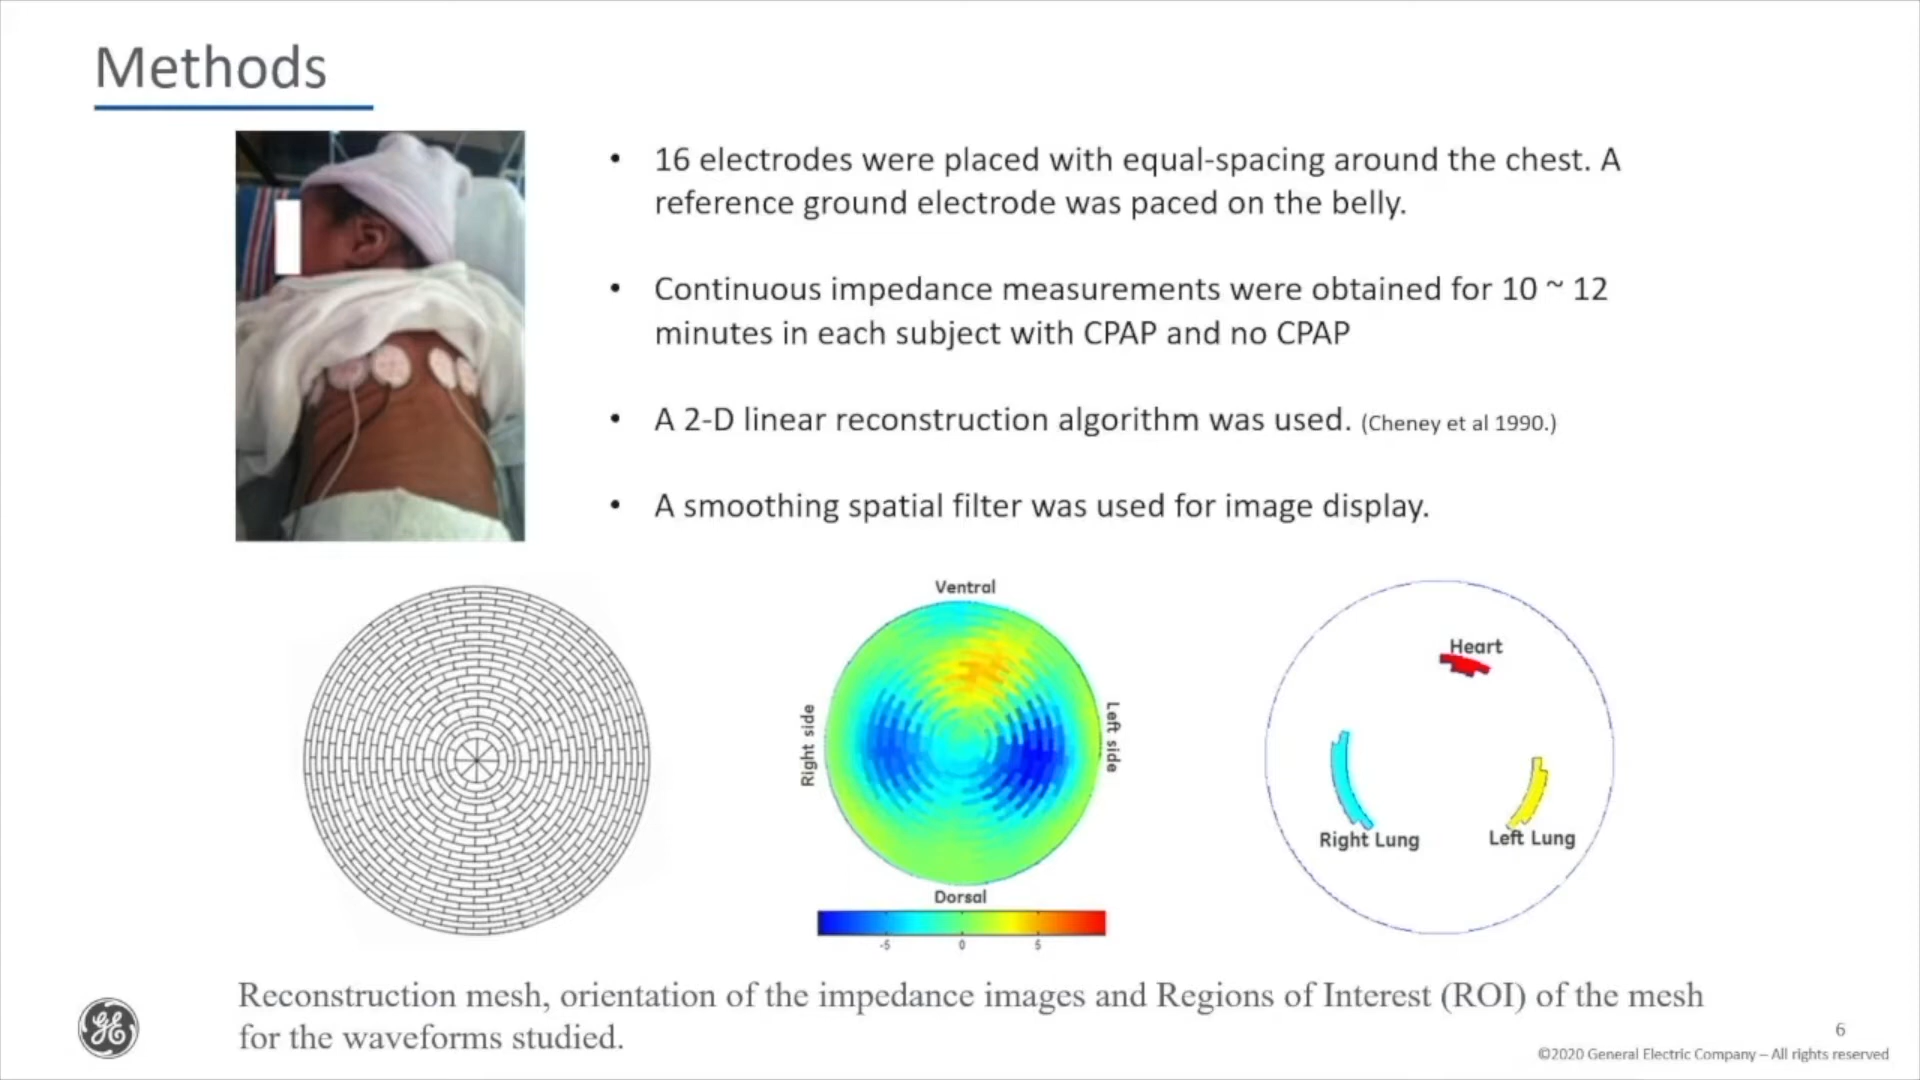 Methods
• 16 electrodes were placed with equal-spacing around the chest. A
reference ground electrode was paced on the belly.
• Continuous impedance measurements were obtained for 10 ~ 12
minutes in each subject with CPAP and no CPAP
• A 2-D linear reconstruction algorithm was used. (Cheney et al 1990.)
• A smoothing spatial filter was used for image display.
Ventral
Right side
Left side
Dorsal
-5 0 5
Heart
Right Lung
Left Lung
Reconstruction mesh, orientation of the impedance images and Regions of Interest (ROI) of the mesh
for the waveforms studied.
GE
6
©2020 General Electric Company – All rights reserved